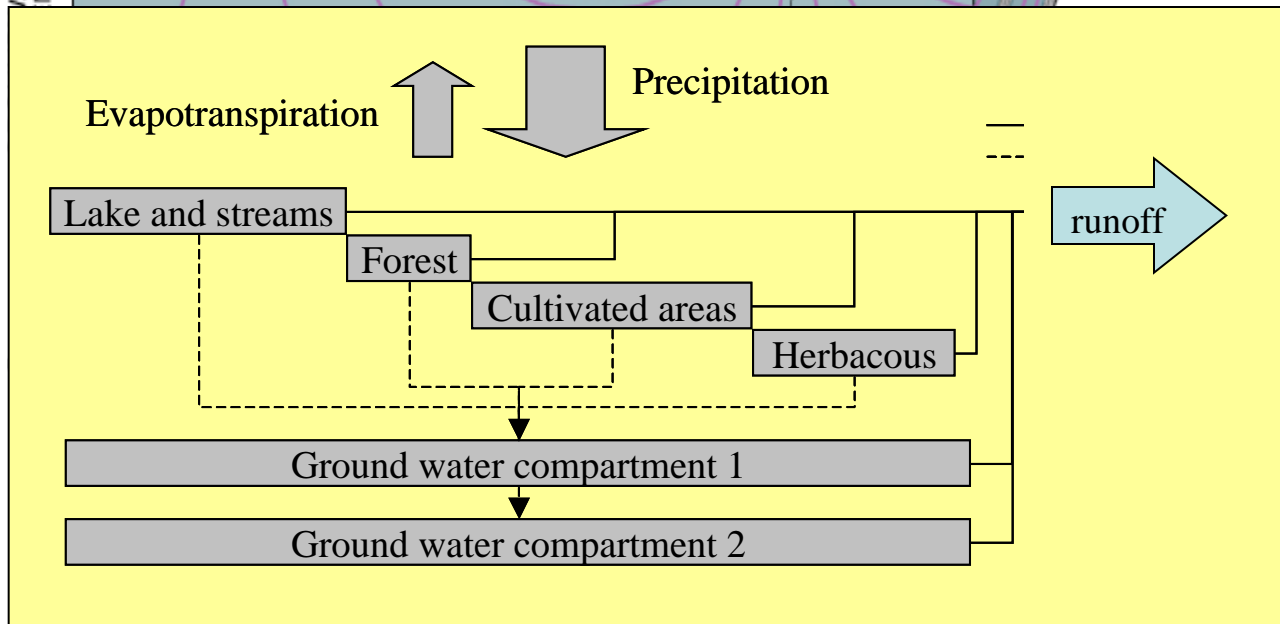 Precipitation
Evapotranspiration
Lake and streams
runoff
Forest
Cultivated areas
Herbacous
Ground water compartment 1
Ground water compartment 2